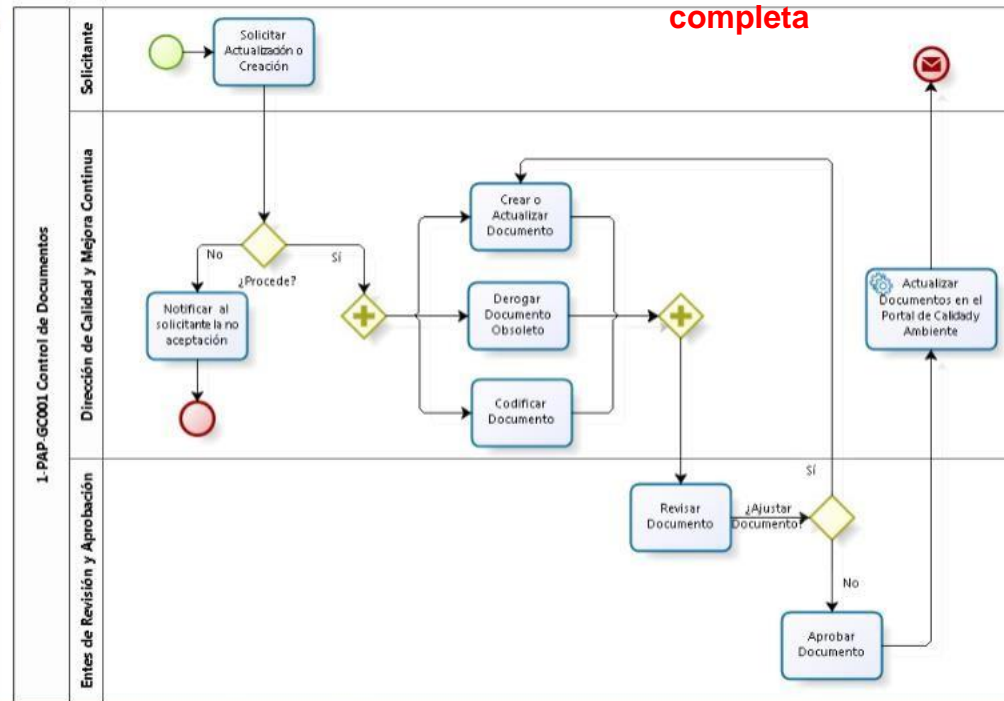 completa
1-PAP-GC001 Control de Documentos
Solicitante
Solicitar
Actualización o
Creación
Dirección de Calidad y Mejora Continua
No
Sí
¿Procede?
Notificar al
solicitante la no
aceptación
Crear o
Actualizar
Documento
Derogar
Documento
Obsoleto
Codificar
Documento
Actualizar
Documentos en el
Portal de Calidady
Ambiente
Entes de Revisión y Aprobación
Revisar
Documento
¿Ajustar
Documento?
Sí
No
Aprobar
Documento